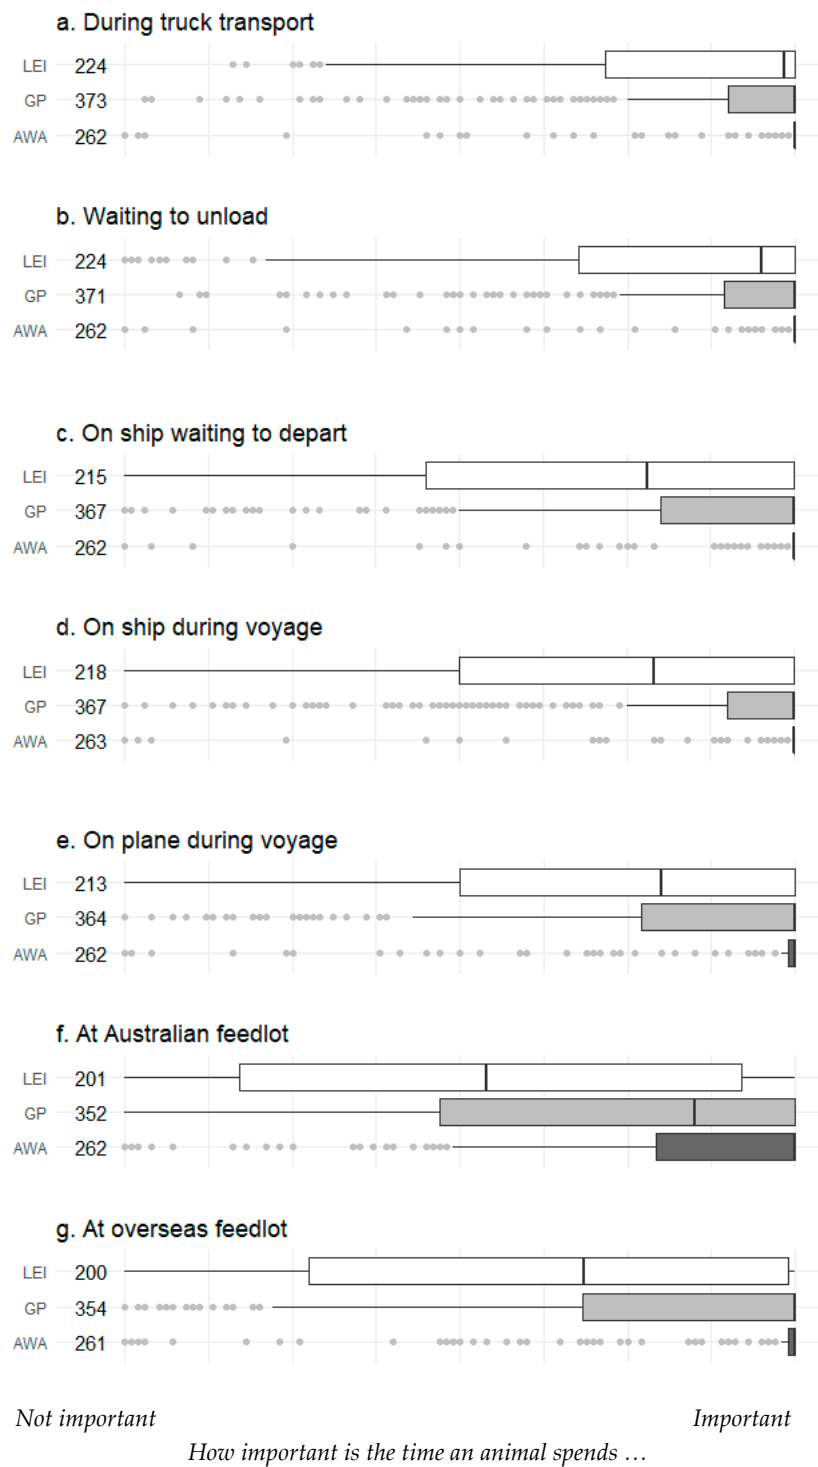 a. During truck transport
LEI 224
GP 373
AWA 262
b. Waiting to unload
LEI 224
GP 371
AWA 262
c. On ship waiting to depart
LEI 215
GP 367
AWA 262
d. On ship during voyage
LEI 218
GP 367
AWA 263
e. On plane during voyage
LEI 213
GP 364
AWA 262
f. At Australian feedlot
LEI 201
GP 352
AWA 262
g. At overseas feedlot
LEI 200
GP 354
AWA 261
Not important Important
How important is the time an animal spends …